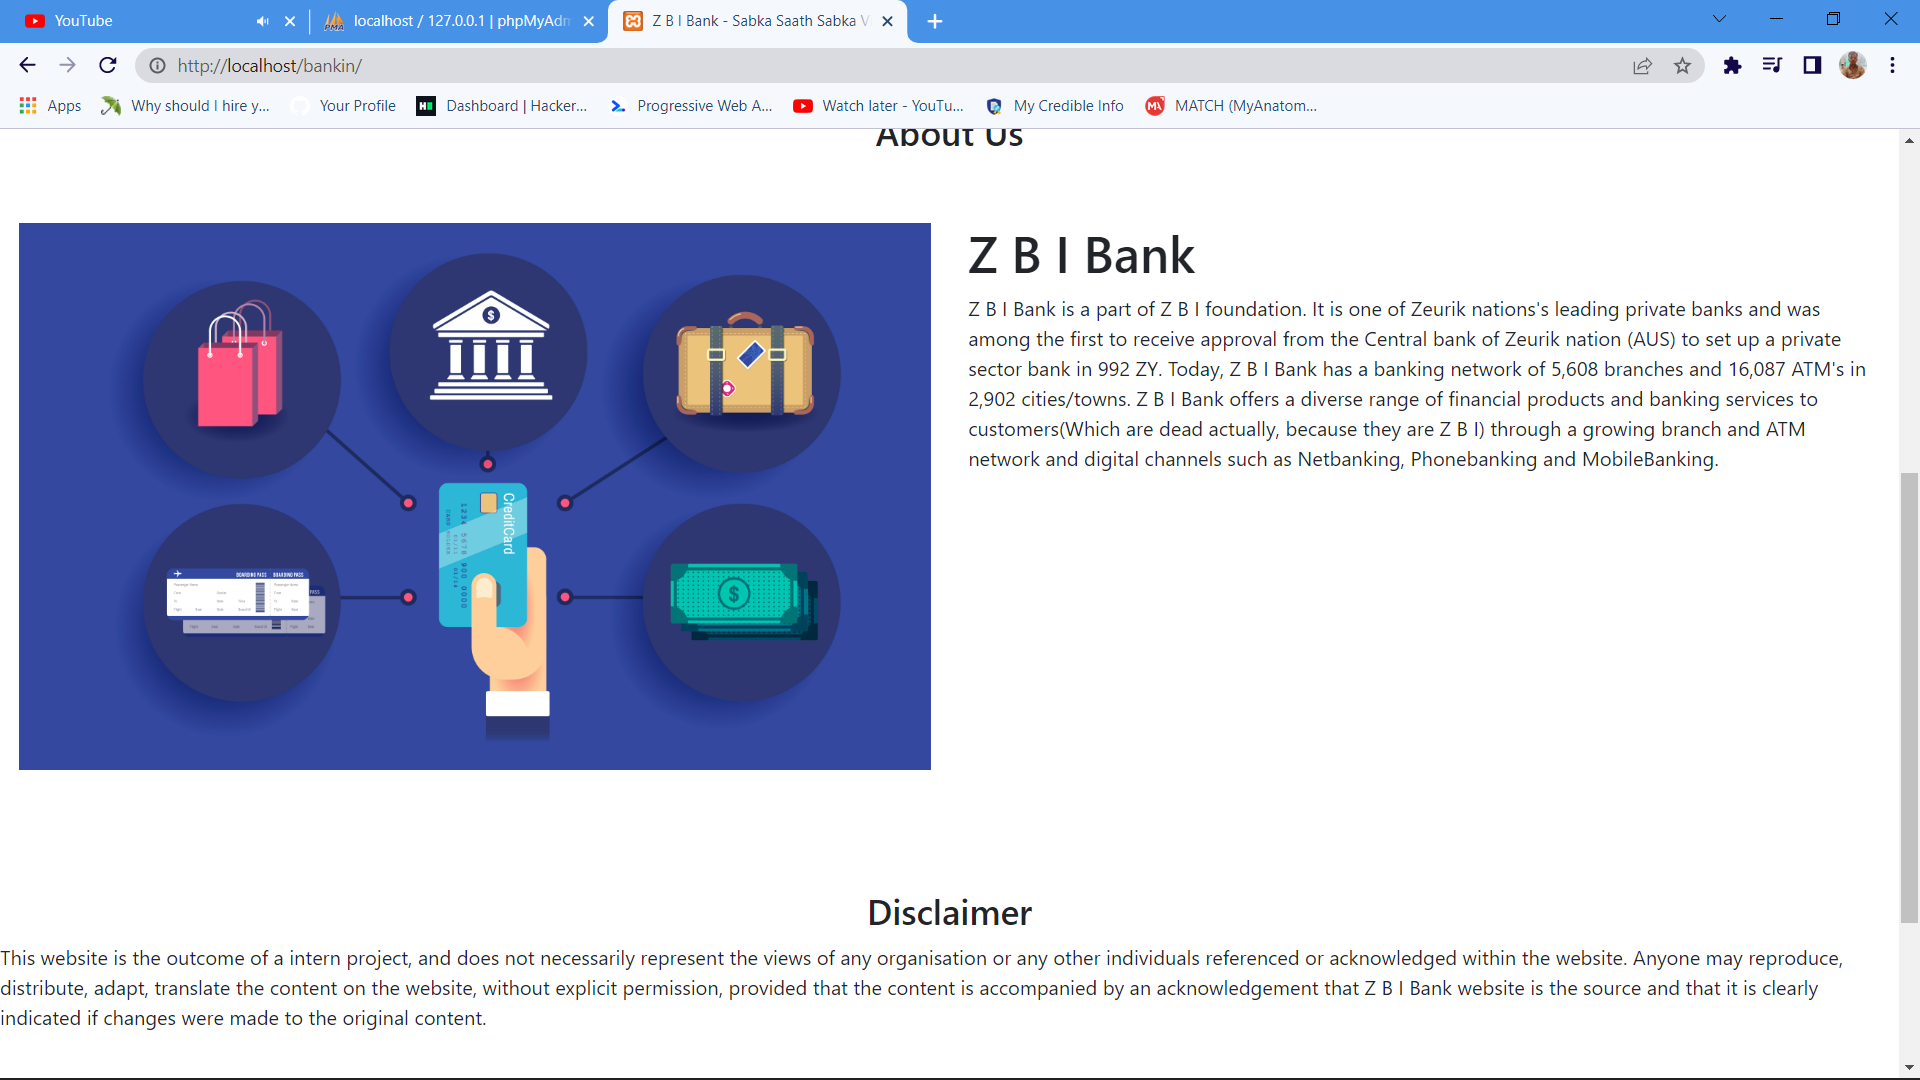 YouTube
localhost / 127.0.0.1 | phpMyAdm
Z B I Bank - Sabka Saath Sabka V
http://localhost/bankin/
Apps
Why should I hire y...
Your Profile
Dashboard | Hacker...
Progressive Web A...
Watch later - YouTu...
My Credible Info
MATCH (MyAnatom...
About Us
Z B I Bank
Z B I Bank is a part of Z B I foundation. It is one of Zeurik nations's leading private banks and was
among the first to receive approval from the Central bank of Zeurik nation (AUS) to set up a private
sector bank in 992 ZY. Today, Z B I Bank has a banking network of 5,608 branches and 16,087 ATM's in
2,902 cities/towns. Z B I Bank offers a diverse range of financial products and banking services to
customers(Which are dead actually, because they are Z B I) through a growing branch and ATM
network and digital channels such as Netbanking, Phonebanking and MobileBanking.
CreditCard
1234 5678 900 0000
BOARDING PASS BOARDING PASS
Disclaimer
This website is the outcome of a intern project, and does not necessarily represent the views of any organisation or any other individuals referenced or acknowledged within the website. Anyone may reproduce,
distribute, adapt, translate the content on the website, without explicit permission, provided that the content is accompanied by an acknowledgement that Z B I Bank website is the source and that it is clearly
indicated if changes were made to the original content.